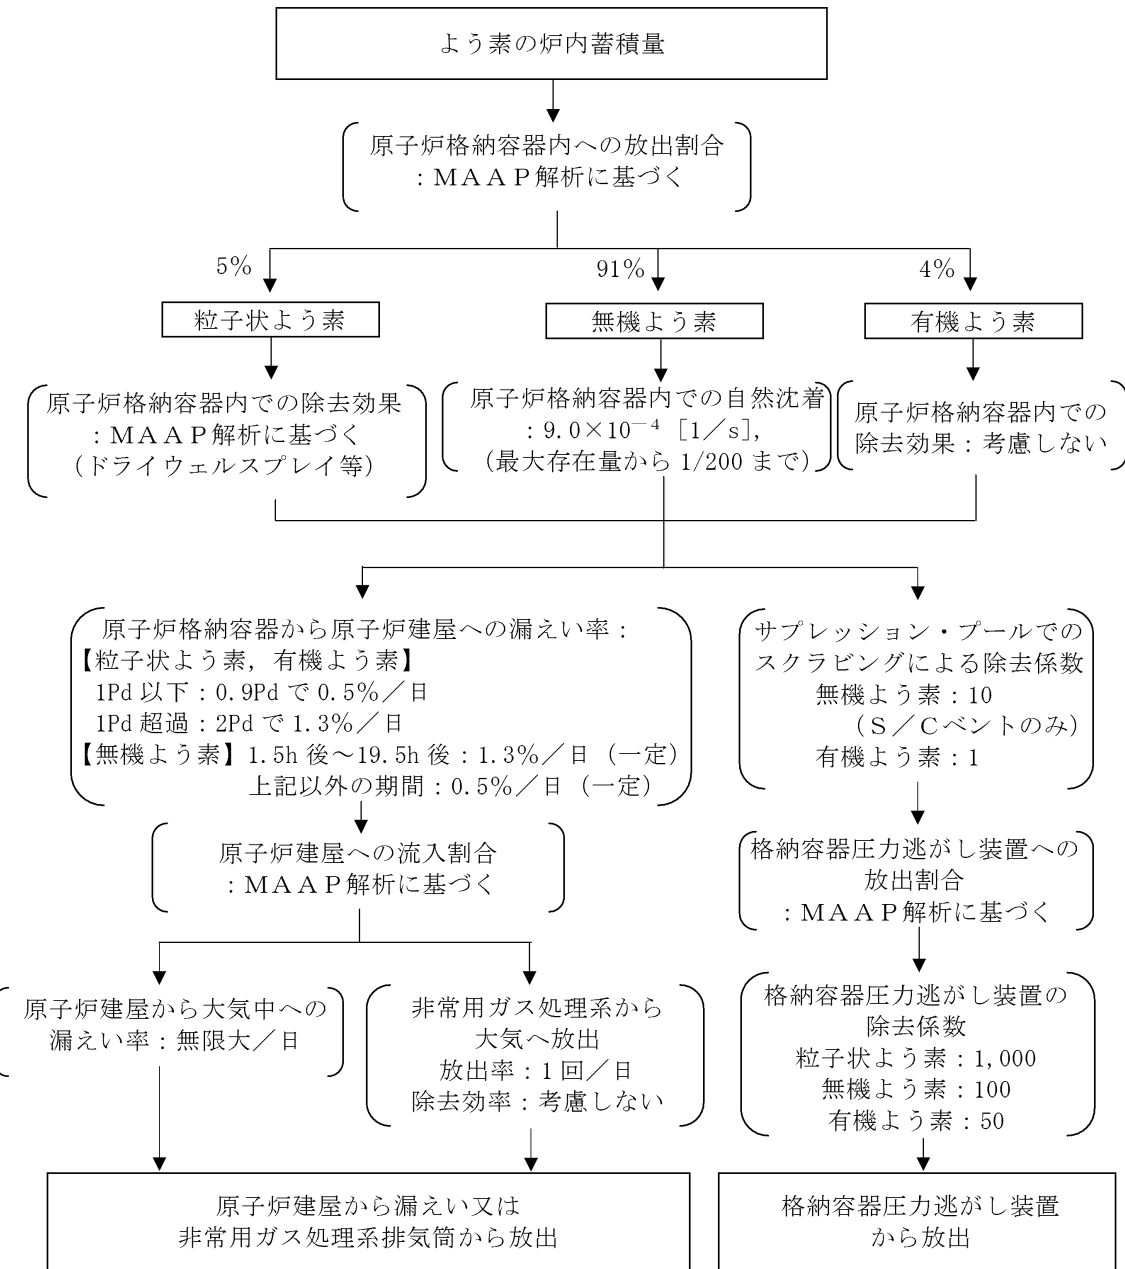 よう素の炉内蓄積量
原子炉格納容器内への放出割合
:ＭＡＡＰ解析に基づく
5%
91%
4%
粒子状よう素
無機よう素
有機よう素
原子炉格納容器内での除去効果
:ＭＡＡＰ解析に基づく
(ドライウェルスプレイ等)
原子炉格納容器内での自然沈着
:9.0×10⁻⁴ [1／s],
(最大存在量から 1/200 まで)
原子炉格納容器内での
除去効果:考慮しない
原子炉格納容器から原子炉建屋への漏えい率:
【粒子状よう素, 有機よう素】
1Pd 以下:0.9Pd で 0.5%／日
1Pd 超過:2Pd で 1.3%／日
【無機よう素】1.5h 後～19.5h 後:1.3%／日 (一定)
上記以外の期間:0.5%／日 (一定)
サプレッション・プールでの
スクラビングによる除去係数
無機よう素:10
(Ｓ／Ｃベントのみ)
有機よう素:1
原子炉建屋への流入割合
:ＭＡＡＰ解析に基づく
格納容器圧力逃がし装置への
放出割合
:ＭＡＡＰ解析に基づく
原子炉建屋から大気中への
漏えい率:無限大／日
非常用ガス処理系から
大気へ放出
放出率:1 回／日
除去効率:考慮しない
格納容器圧力逃がし装置の
除去係数
粒子状よう素:1,000
無機よう素:100
有機よう素:50
原子炉建屋から漏えい又は
非常用ガス処理系排気筒から放出
格納容器圧力逃がし装置
から放出